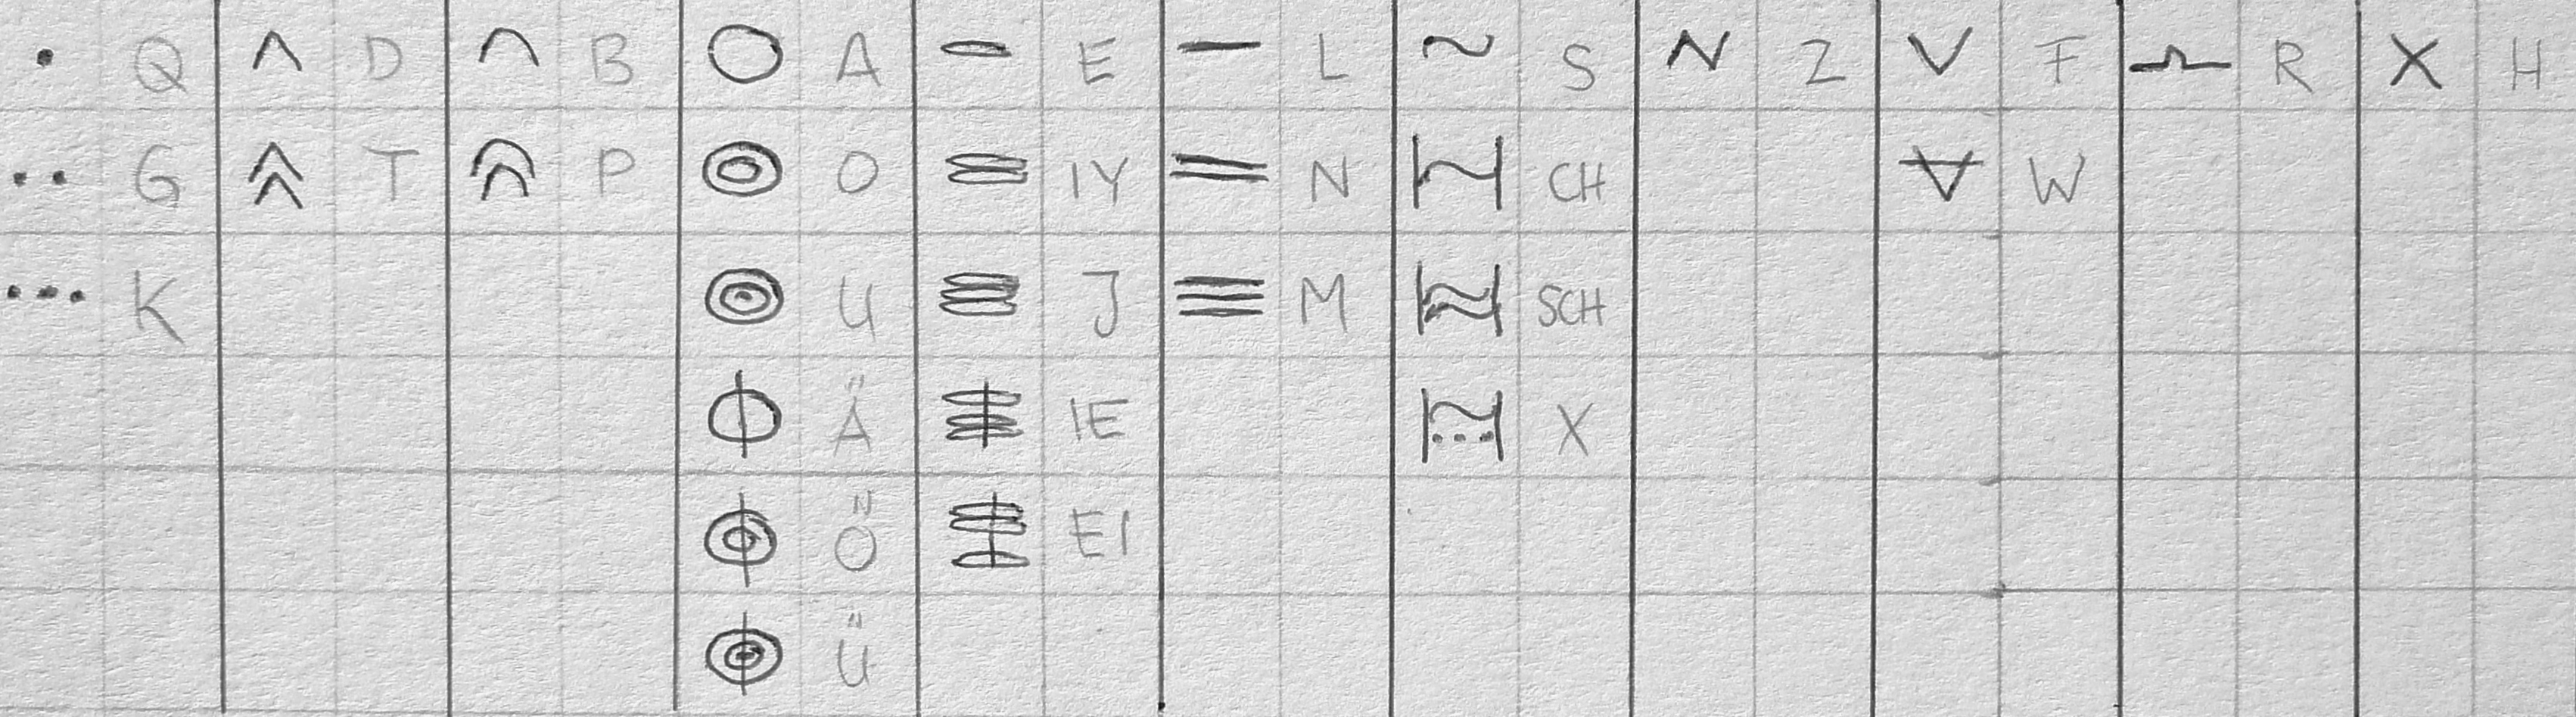 Q D B A E L S Z F R H
G T P O IY N CH W
K U J M SCH
Ä IE X
Ö EI
Ü